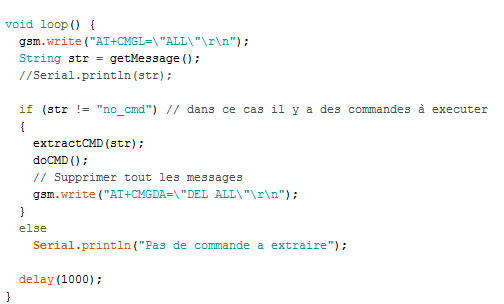 void loop() {
  gsm.write("AT+CMGL=\"ALL\"\r\n");
  String str = getMessage();
  //Serial.println(str);

  if (str != "no_cmd") // dans ce cas il y a des commandes à executer
  {
    extractCMD(str);
    doCMD();
    // Supprimer tout les messages
    gsm.write("AT+CMGDA=\"DEL ALL\"\r\n");
  }
  else
    Serial.println("Pas de commande a extraire");

  delay(1000);
}